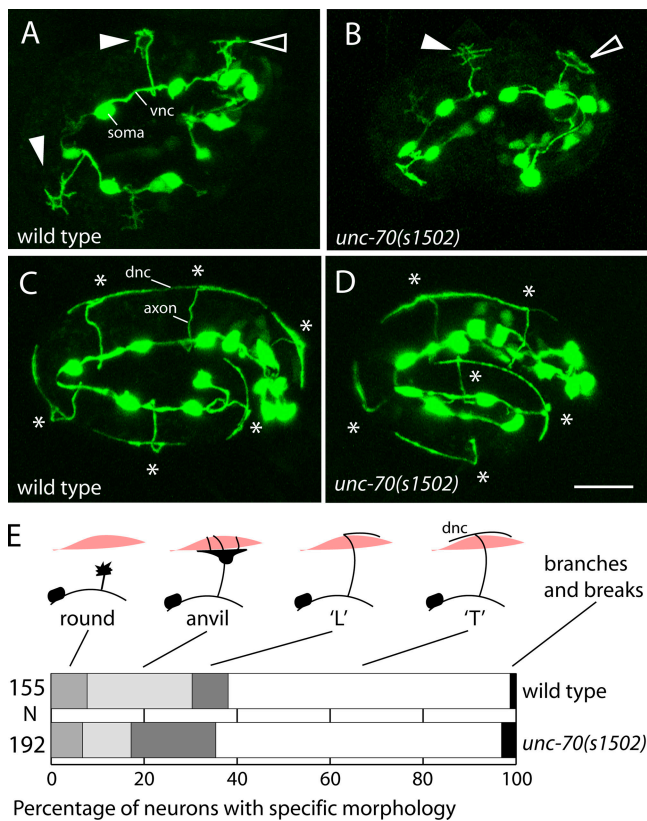 A
B
soma
vnc
wild type
unc-70(s1502)
C
D
dnc
axon
*
*
*
*
*
*
*
*
*
*
*
*
wild type
unc-70(s1502)
E
dnc
round
anvil
‘L’
‘T’
branches
and breaks
155
wild type
N
192
unc-70(s1502)
0
20
40
60
80
100
Percentage of neurons with specific morphology